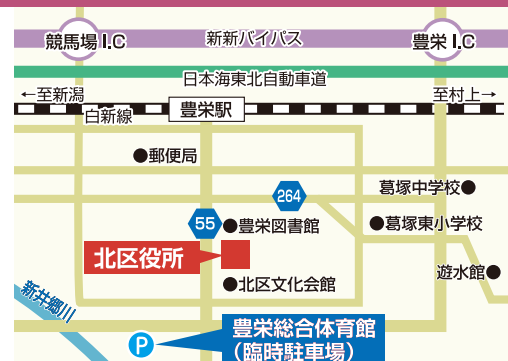 競馬場 I.C
新新バイパス
豊栄 I.C
日本海東北自動車道
←至新潟
豊栄駅
至村上→
白新線
●郵便局
264
葛塚中学校●
55
●豊栄図書館
●葛塚東小学校
北区役所
遊水館●
●北区文化会館
新井郷川
P
豊栄総合体育館
(臨時駐車場)